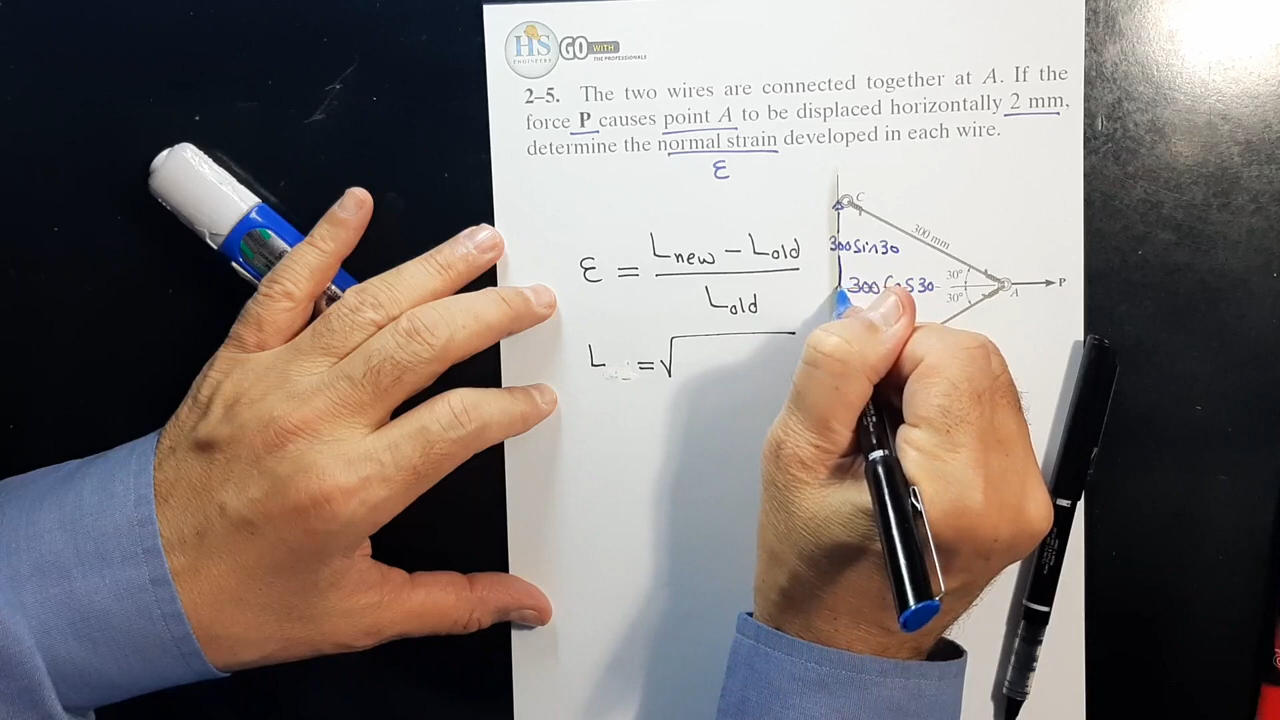 HS
ENGINEERS
GO WITH
THE PROFESSIONALS
2–5. The two wires are connected together at A. If the
force P causes point A to be displaced horizontally 2 mm,
determine the normal strain developed in each wire.
ε
C
300 mm
300 Sin30
ε = Lnew - Lold
Lold
30°
300 Cos30
30°
A
P
L = √